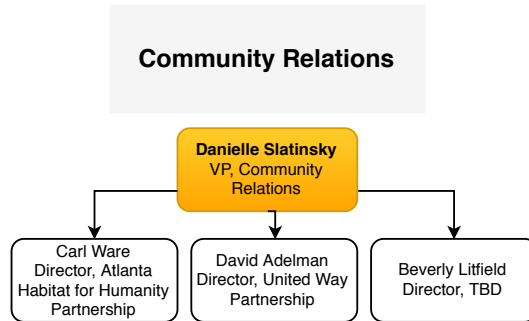 Community Relations
Danielle Slatinsky
VP, Community
Relations
Carl Ware
Director, Atlanta
Habitat for Humanity
Partnership
David Adelman
Director, United Way
Partnership
Beverly Litfield
Director, TBD